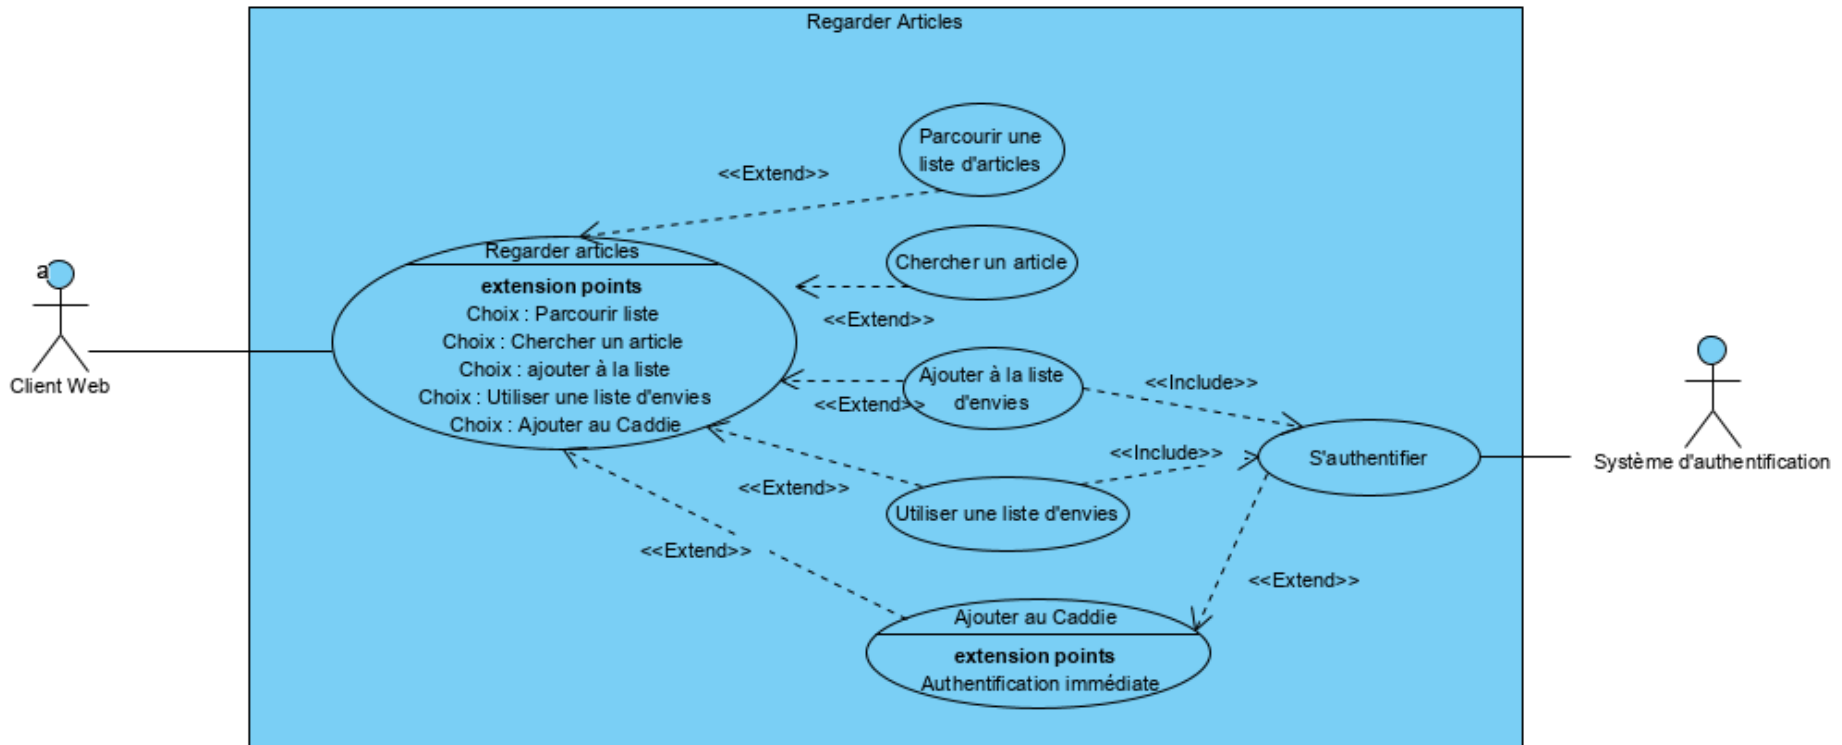 Regarder Articles
Parcourir une
liste d'articles
<<Extend>>
Regarder articles
extension points
Choix : Parcourir liste
Choix : Chercher un article
Choix : ajouter à la liste
Choix : Utiliser une liste d'envies
Choix : Ajouter au Caddie
Chercher un article
<<Extend>>
a
Client Web
Ajouter à la liste
d'envies
<<Extend>>
<<Include>>
S'authentifier
Système d'authentification
<<Include>>
<<Extend>>
Utiliser une liste d'envies
<<Extend>>
<<Extend>>
Ajouter au Caddie
extension points
Authentification immédiate